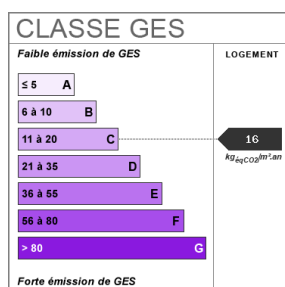 CLASSE GES
Faible émission de GES
LOGEMENT
≤ 5 A
6 à 10 B
11 à 20 C
16
kgéqCO2/m².an
21 à 35 D
36 à 55 E
56 à 80 F
> 80 G
Forte émission de GES